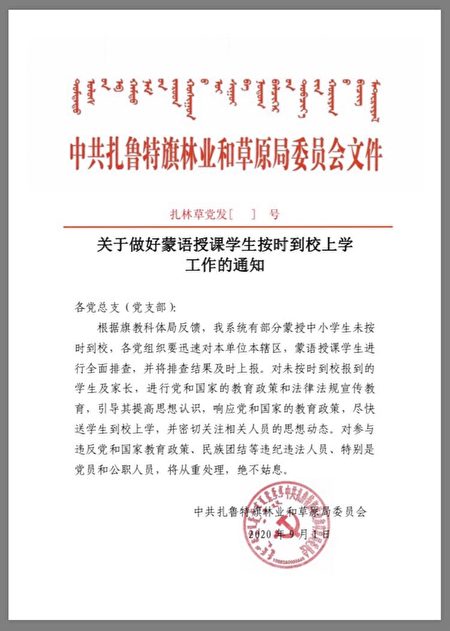 中共扎鲁特旗林业和草原局委员会文件
扎林草党发[ ] 号
关于做好蒙语授课学生按时到校上学
工作的通知
各党总支（党支部）：
根据旗教科体局反馈，我系统有部分蒙授中小学生未按
时到校，各党组织要迅速对本单位本辖区，蒙语授课学生进
行全面排查，并将排查结果及时上报。对未按时到校报到的
学生及家长，进行党和国家的教育政策和法律法规宣传教
育，引导其提高思想认识，响应党和国家的教育政策，尽快
送学生到校上学，并密切关注相关人员的思想动态。对参与
违反党和国家教育政策、民族团结等违纪违法人员、特别是
党员和公职人员，将从重处理，绝不姑息。
中共扎鲁特旗林业和草原局委员会
2020年9月1日